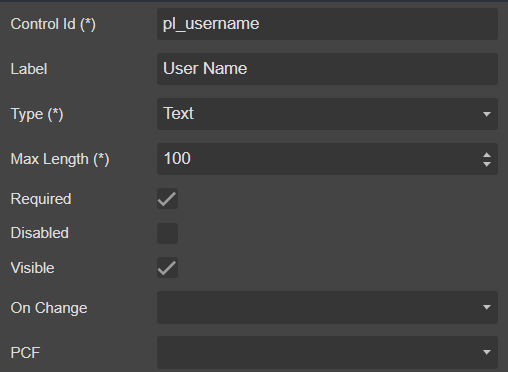 Control Id (*) pl_username
Label User Name
Type (*) Text
Max Length (*) 100
Required
Disabled
Visible
On Change
PCF